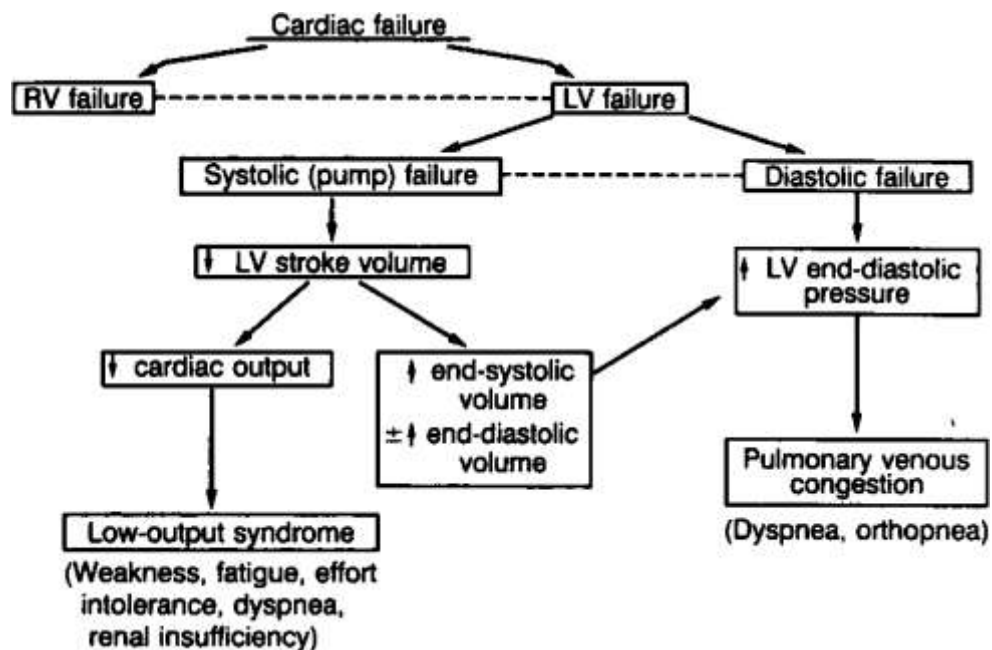 Cardiac failure
RV failure
LV failure
Systolic (pump) failure
Diastolic failure
↓ LV stroke volume
↑ LV end-diastolic
pressure
↓ cardiac output
↑ end-systolic
volume
±↑ end-diastolic
volume
Pulmonary venous
congestion
(Dyspnea, orthopnea)
Low-output syndrome
(Weakness, fatigue, effort
intolerance, dyspnea,
renal insufficiency)